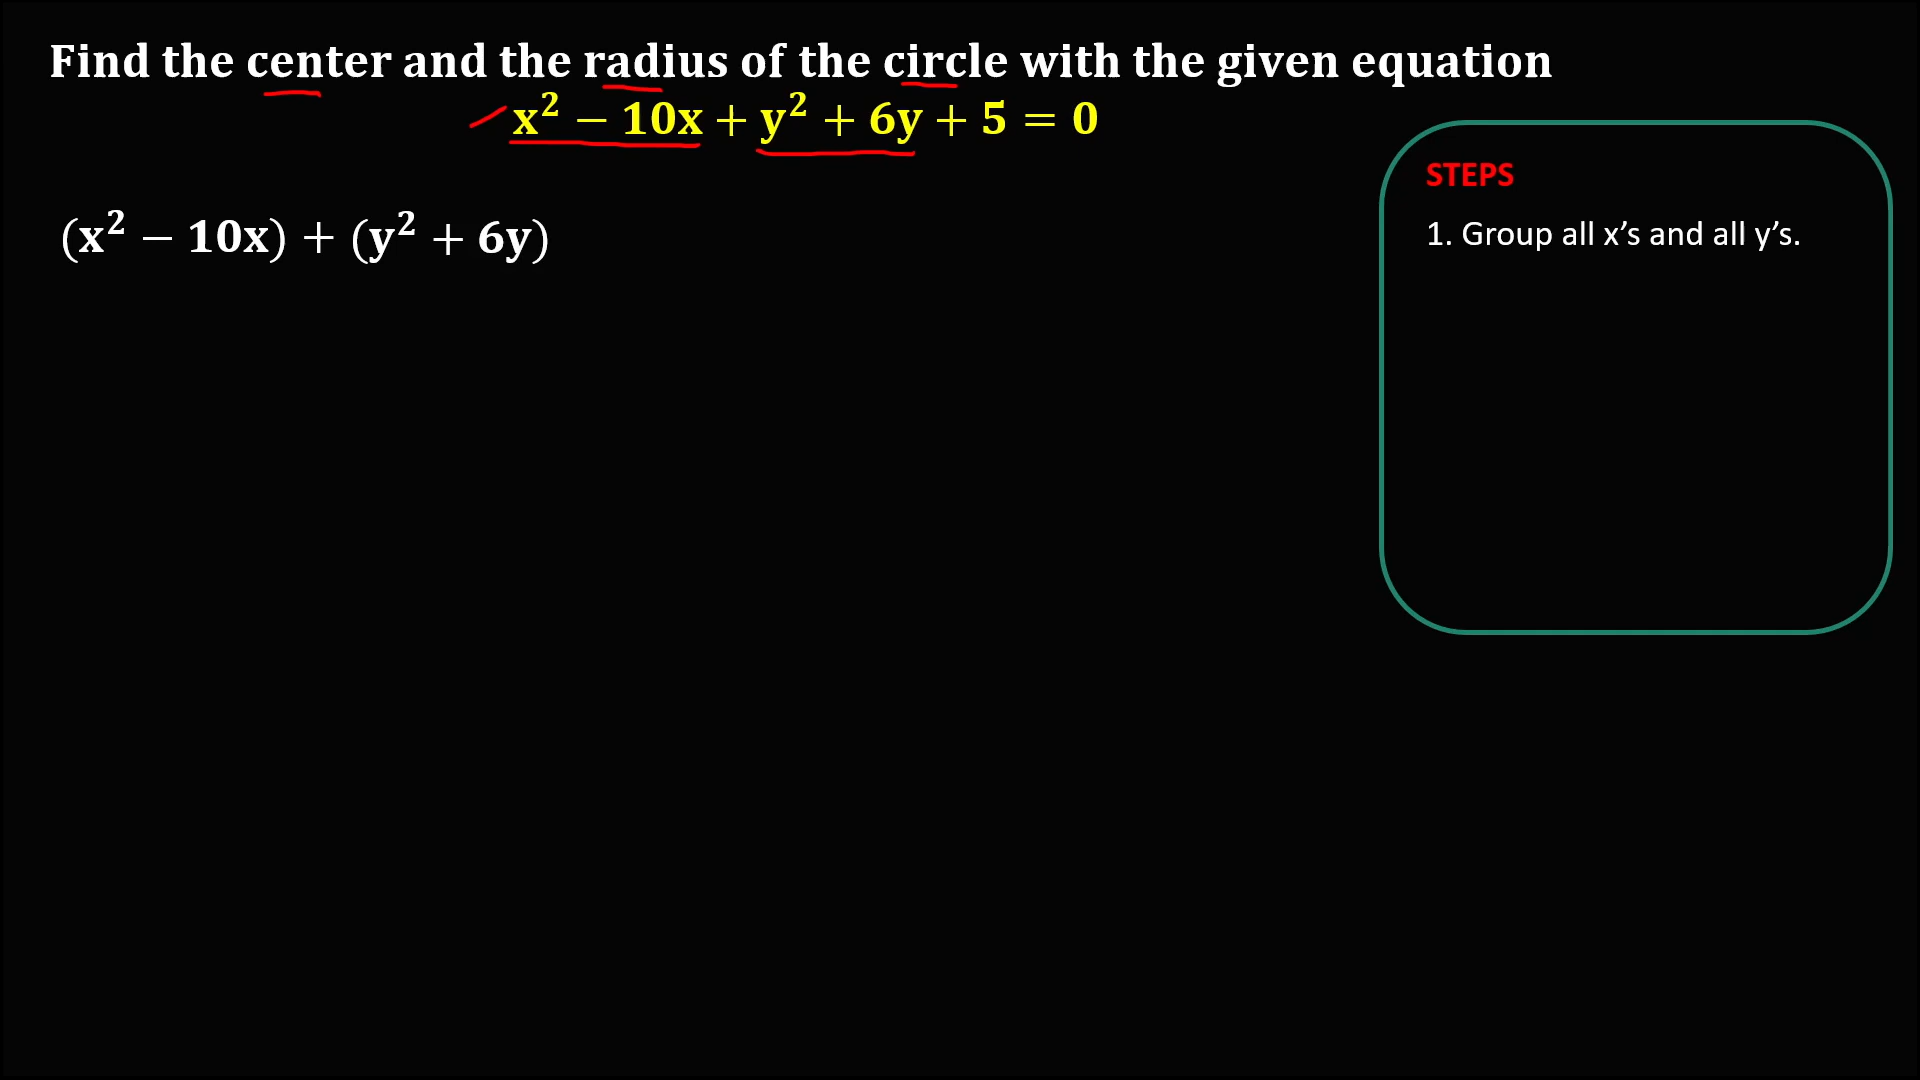 Find the center and the radius of the circle with the given equation
x² − 10x + y² + 6y + 5 = 0
(x² − 10x) + (y² + 6y)
STEPS
1. Group all x’s and all y’s.